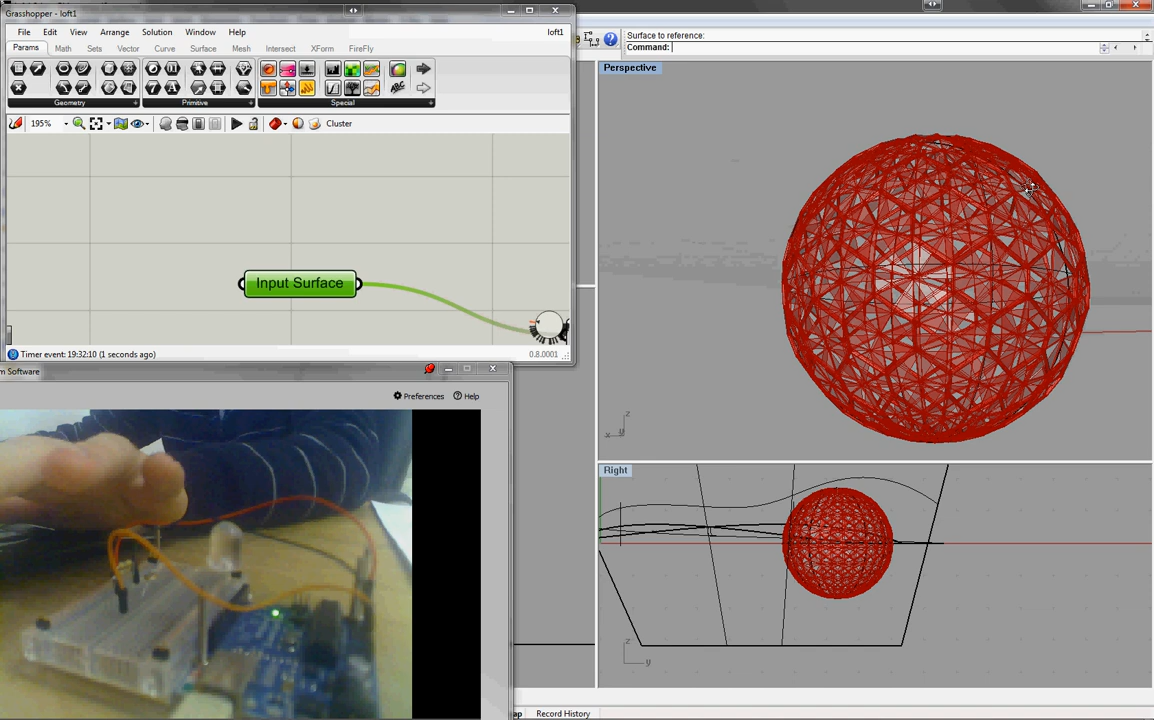 Grasshopper - loft1
File Edit View Arrange Solution Window Help loft1
Params Math Sets Vector Curve Surface Mesh Intersect XForm FireFly
Geometry Primitive Special
195% Cluster
Input Surface
Timer event: 19:32:10 (1 seconds ago) 0.8.0001
m Software
Preferences Help
Surface to reference:
Command:
Perspective
z
x y
Right
z
y
ap Record History